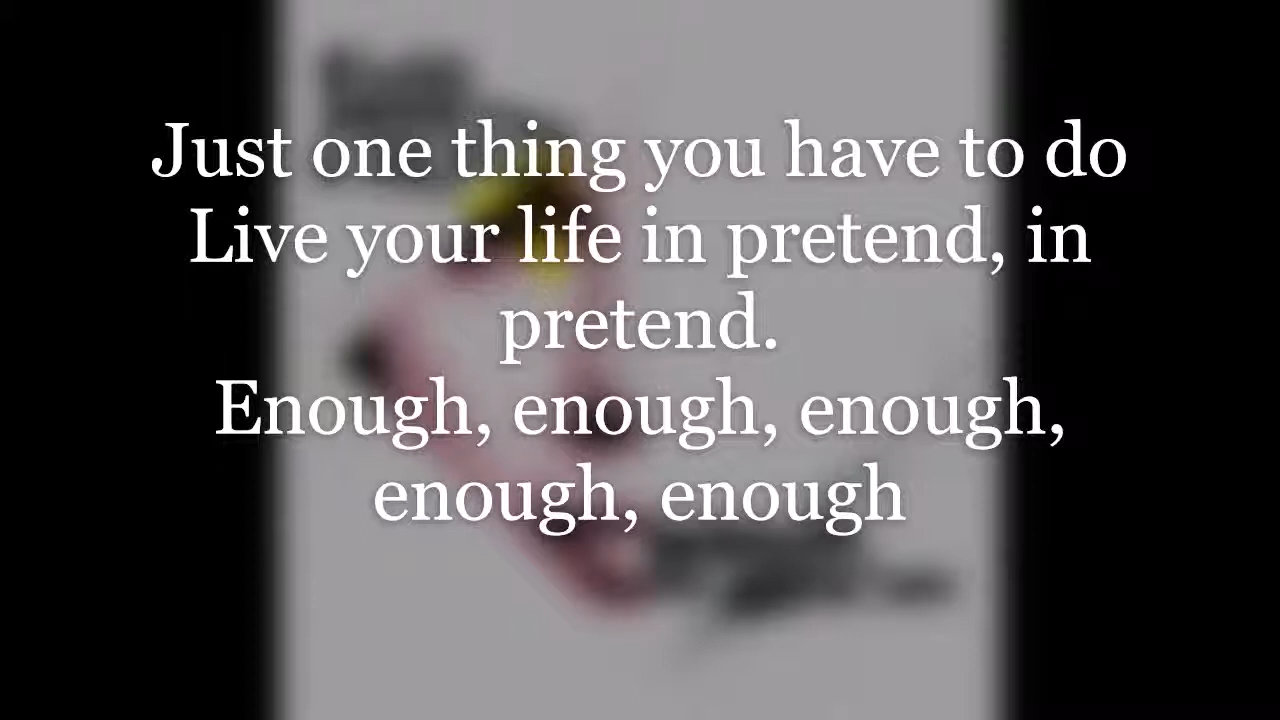 Just one thing you have to do
Live your life in pretend, in
pretend.
Enough, enough, enough,
enough, enough